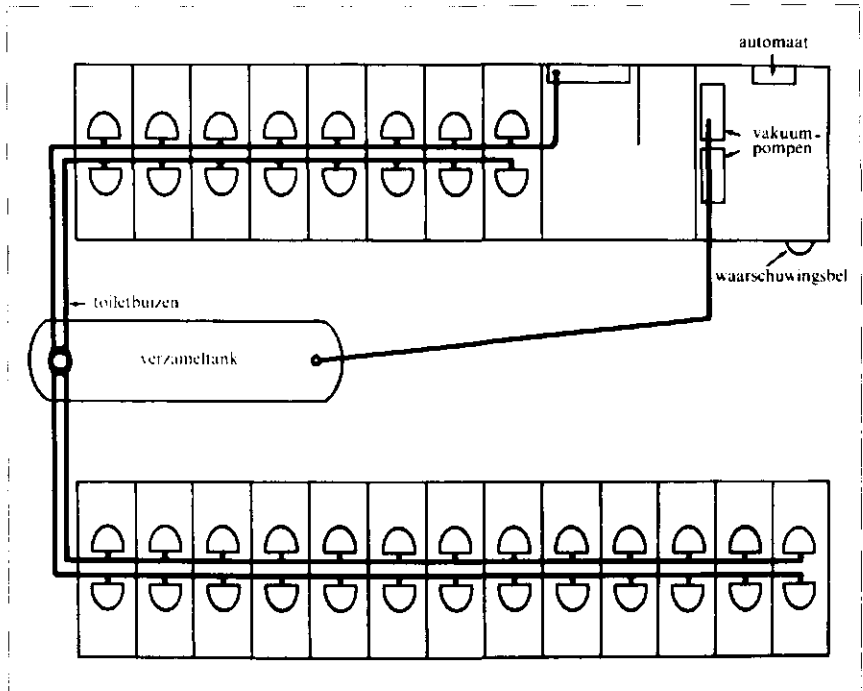 automaat
vakuum-
pompen
waarschuwingsbel
toiletbuizen
verzameltank